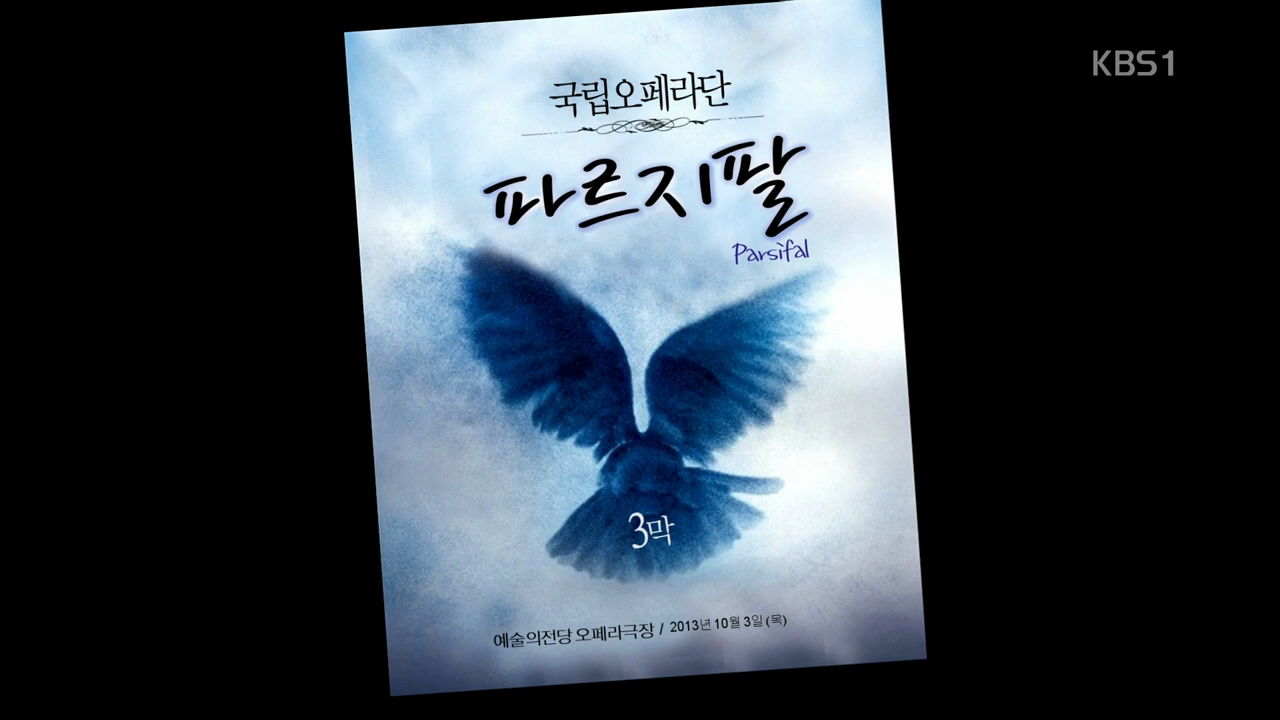 KBS1
국립오페라단
파르지팔
Parsifal
3막
예술의전당 오페라극장 / 2013년 10월 3일 (목)